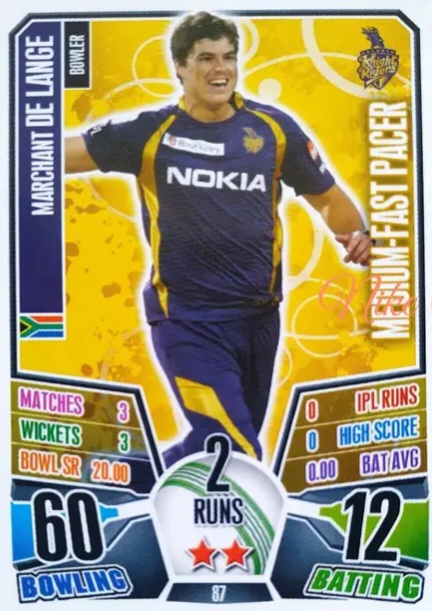 MARCHANT DE LANGE
BOWLER
Knight
Riders
MEDIUM-FAST PACER
NOKIA
Nike
MATCHES 3
WICKETS 3
BOWL SR 20.00
0 IPL RUNS
0 HIGH SCORE
0.00 BAT AVG
2
RUNS
60
BOWLING
12
BATTING
87